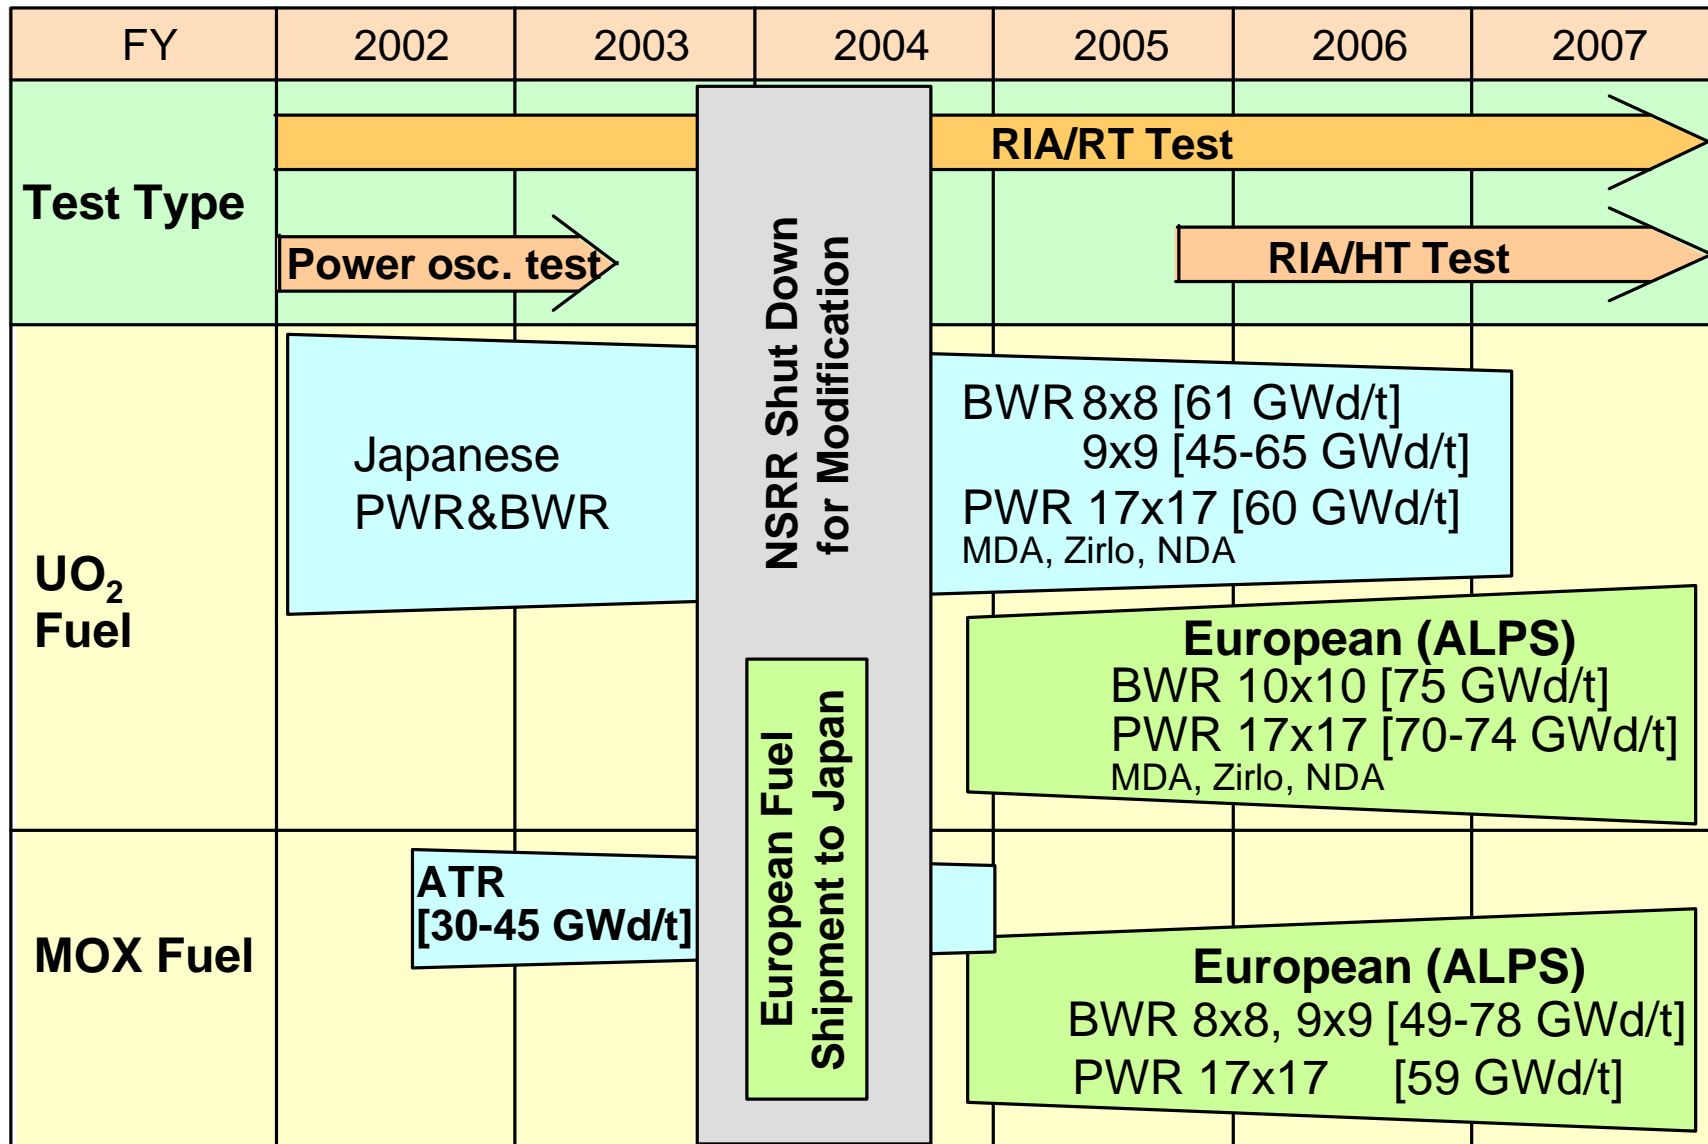 FY 2002 2003 2004 2005 2006 2007
Test Type
RIA/RT Test
Power osc. test
RIA/HT Test
NSRR Shut Down
for Modification
European Fuel
Shipment to Japan
UO₂
Fuel
Japanese
PWR&BWR
BWR 8x8 [61 GWd/t]
9x9 [45-65 GWd/t]
PWR 17x17 [60 GWd/t]
MDA, Zirlo, NDA
European (ALPS)
BWR 10x10 [75 GWd/t]
PWR 17x17 [70-74 GWd/t]
MDA, Zirlo, NDA
MOX Fuel
ATR
[30-45 GWd/t]
European (ALPS)
BWR 8x8, 9x9 [49-78 GWd/t]
PWR 17x17 [59 GWd/t]